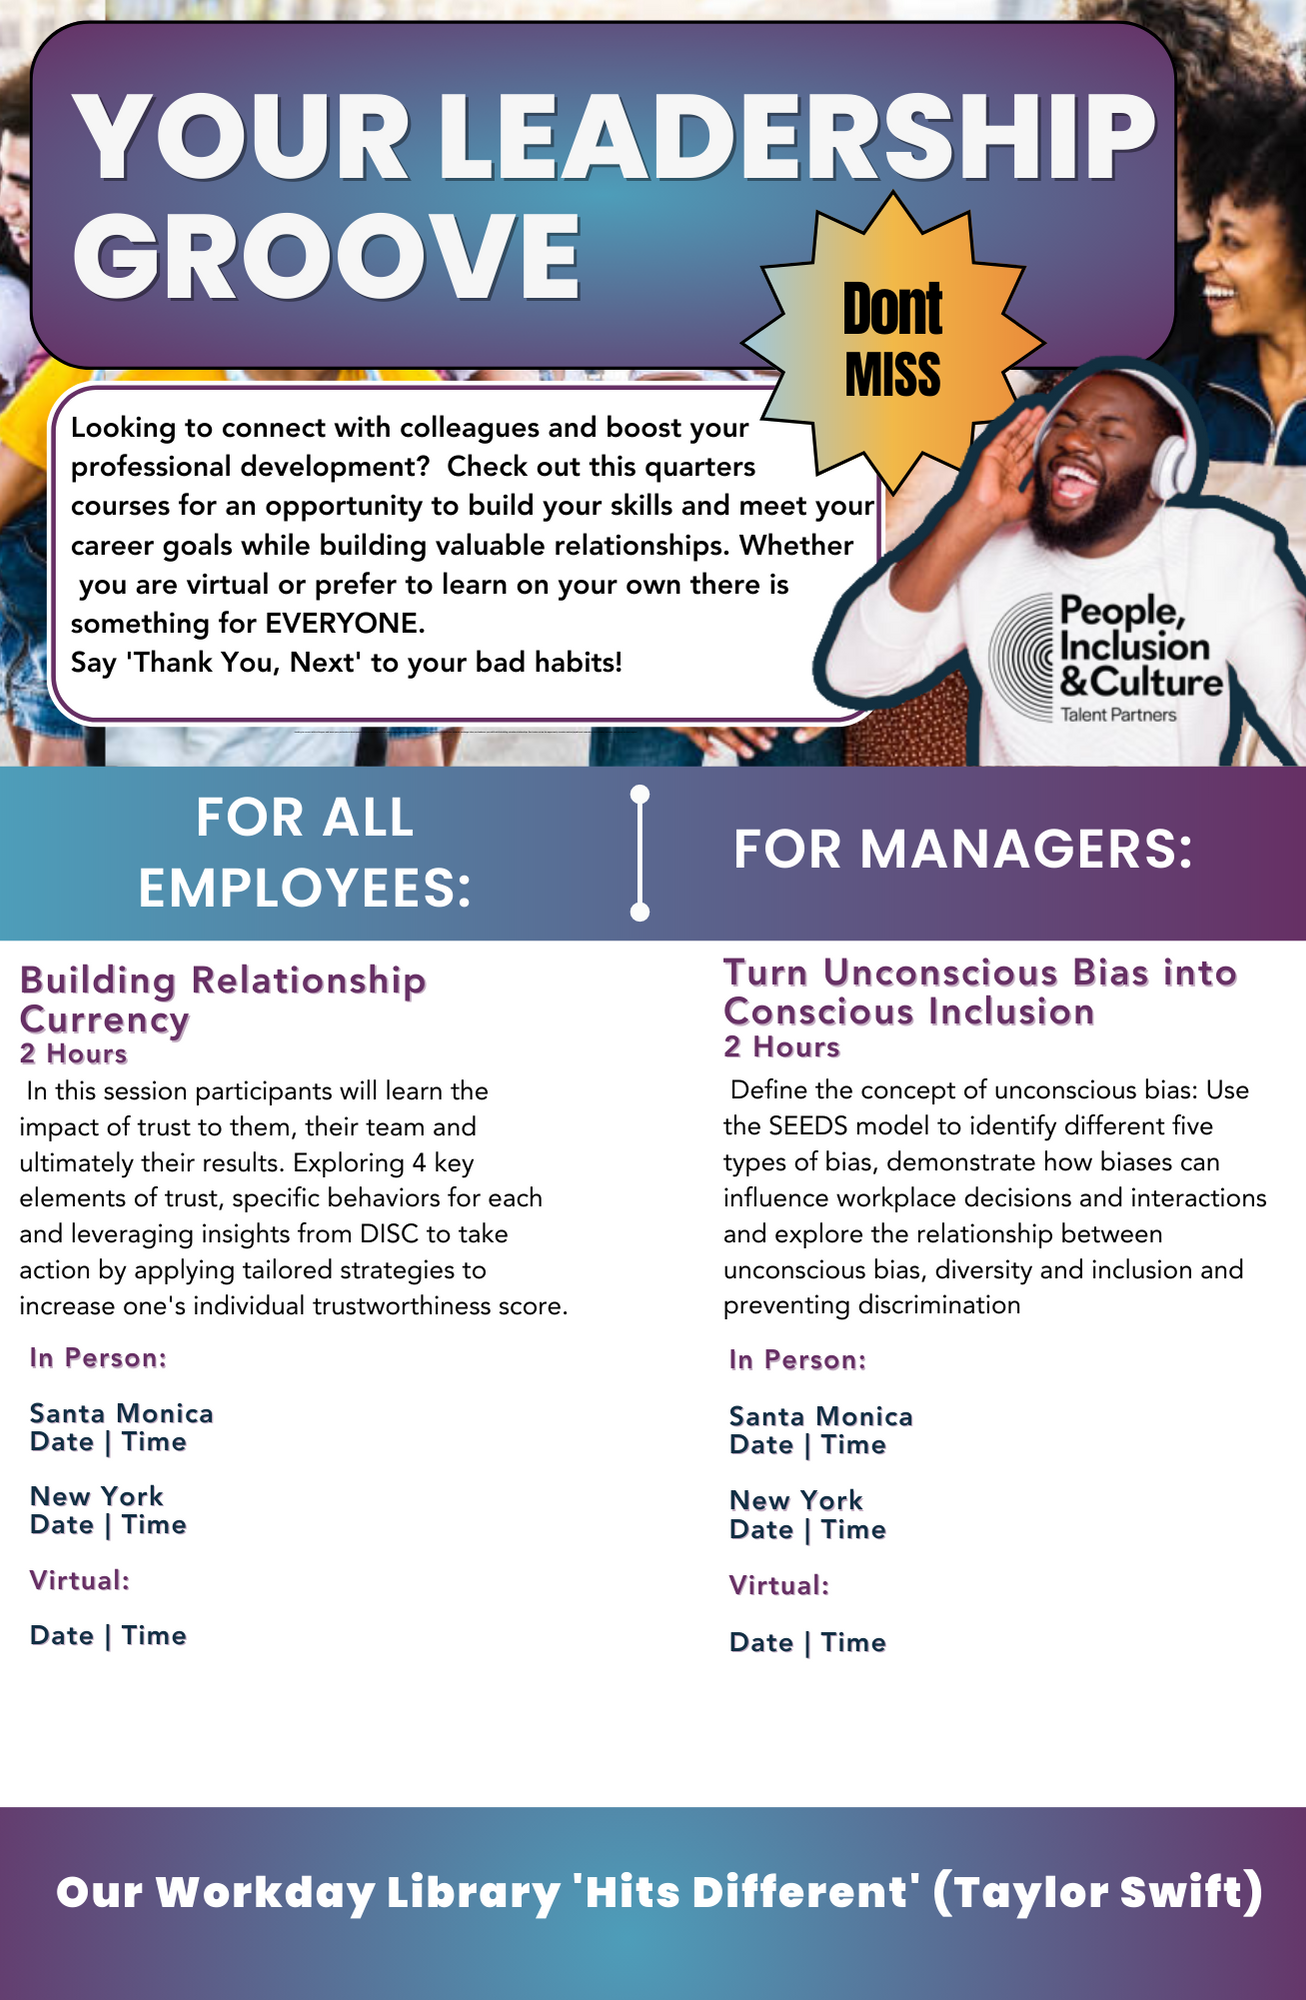 YOUR LEADERSHIP
GROOVE
Dont
MISS
Looking to connect with colleagues and boost your
professional development?  Check out this quarters
courses for an opportunity to build your skills and meet your
career goals while building valuable relationships. Whether
you are virtual or prefer to learn on your own there is
something for EVERYONE.
Say 'Thank You, Next' to your bad habits!
People,
Inclusion
&Culture
Talent Partners
FOR ALL
EMPLOYEES:
FOR MANAGERS:
Building Relationship
Currency
2 Hours
In this session participants will learn the
impact of trust to them, their team and
ultimately their results. Exploring 4 key
elements of trust, specific behaviors for each
and leveraging insights from DISC to take
action by applying tailored strategies to
increase one's individual trustworthiness score.
In Person:
Santa Monica
Date | Time
New York
Date | Time
Virtual:
Date | Time
Turn Unconscious Bias into
Conscious Inclusion
2 Hours
Define the concept of unconscious bias: Use
the SEEDS model to identify different five
types of bias, demonstrate how biases can
influence workplace decisions and interactions
and explore the relationship between
unconscious bias, diversity and inclusion and
preventing discrimination
In Person:
Santa Monica
Date | Time
New York
Date | Time
Virtual:
Date | Time
Our Workday Library 'Hits Different' (Taylor Swift)